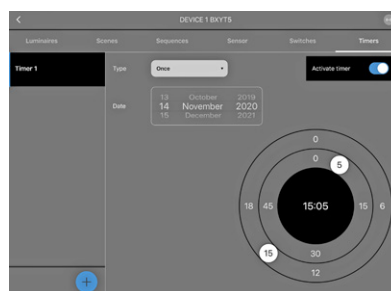 DEVICE 1 BXYT5
Luminaires Scenes Sequences Sensor Switches Timers
Timer 1
Type Once
Activate timer
13 October 2019
Date 14 November 2020
15 December 2021
0
0
5
18 45 15:05 15 6
15
30
12
+